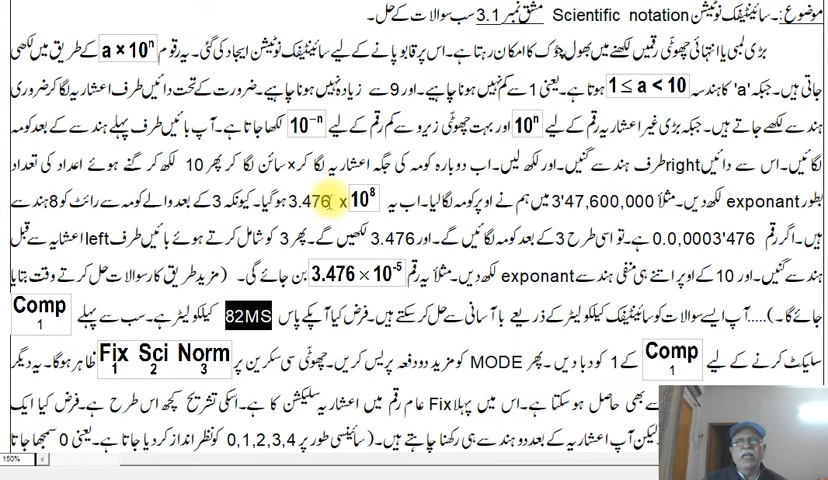 موضوع:۔ سائینٹیفک نوٹیشن Scientific notation مشق نمبر 3.1 سب سوالات کے حل۔
بڑی لمبی یا انتہائی چھوٹی رقمیں لکھنے میں بھول چوک کا امکان رہتا ہے۔ اس پر قابو پانے کے لیے سائینٹیفک نوٹیشن ایجاد کی گئی۔ یہ رقوم a × 10ⁿ کے طریق میں لکھی
جاتی ہیں۔ جبکہ 'a' کا ہندسہ 1 ≤ a < 10 ہوتا ہے۔ یعنی 1 سے کم نہیں ہونا چاہیے۔ اور 9 سے زیادہ نہیں ہونا چاہیے۔ ضرورت کے تحت دائیں طرف اعشاریہ لگا کر ضروری
ہندسے لکھے جاتے ہیں۔ جبکہ بڑی غیر اعشاریہ رقم کے لیے 10ⁿ اور بہت چھوٹی زیرو سے کم رقم کے لیے 10⁻ⁿ لکھا جاتا ہے۔ آپ بائیں طرف پہلے ہندسے کے بعد کومہ
لگائیں۔ اس سے دائیں right طرف ہندسے گنیں۔ اور لکھ لیں۔ اب دوبارہ کومہ کی جگہ اعشاریہ لگا کر × سائن لگا کر پھر 10 لکھ کر گنے ہوئے اعداد کی تعداد
بطور exponant لکھ دیں۔ مثلاً 3'47,600,000 میں ہم نے اوپر کومہ لگا لیا۔ اب یہ 3.476 x 10⁸ ہو گیا۔ کیونکہ 3 کے بعد والے کومہ سے رائٹ کو 8 ہندسے
ہیں۔ اگر رقم 0.0,0003'476 ہے۔ تو اسی طرح 3 کے بعد کومہ لگائیں گے۔ اور 3.476 لکھیں گے۔ پھر 3 کو شامل کرتے ہوئے بائیں طرف left اعشایہ سے قبل
ہندسے گنیں۔ اور 10 کے اوپر اتنے ہی منفی ہندسے exponant لکھ دیں۔ مثلاً یہ رقم 3.476 × 10⁻⁵ بن جائے گی۔ (مزید طریق کار سوالات حل کرتے وقت بتایا
جائے گا۔).....آپ ایسے سوالات کو سائینٹیفک کیلکولیٹر کے ذریعے با آسانی سے حل کر سکتے ہیں۔ فرض کیا آپکے پاس 82MS کیلکولیٹر ہے۔ سب سے پہلے Comp 1
سلیکٹ کرنے کے لیے Comp 1 کے 1 کو دبا دیں۔ پھر MODE کو مزید دو دفعہ پریس کریں۔ چھوٹی سی سکرین پر Fix 1 Sci 2 Norm 3 ظاہر ہوگا۔ یہ دیگر
سے بھی حاصل ہو سکتا ہے۔ اس میں پہلا Fix عام رقم میں اعشاریہ سلیکشن کا ہے۔ اسکی تشریح کچھ اس طرح ہے۔ فرض کیا ایک
لیکن آپ اعشاریہ کے بعد دو ہندسے ہی رکھنا چاہتے ہیں۔ (سائینسی طور پر 0,1,2,3,4 کو نظر انداز کر دیا جاتا ہے۔ یعنی 0 سمجھا جاتا
150%